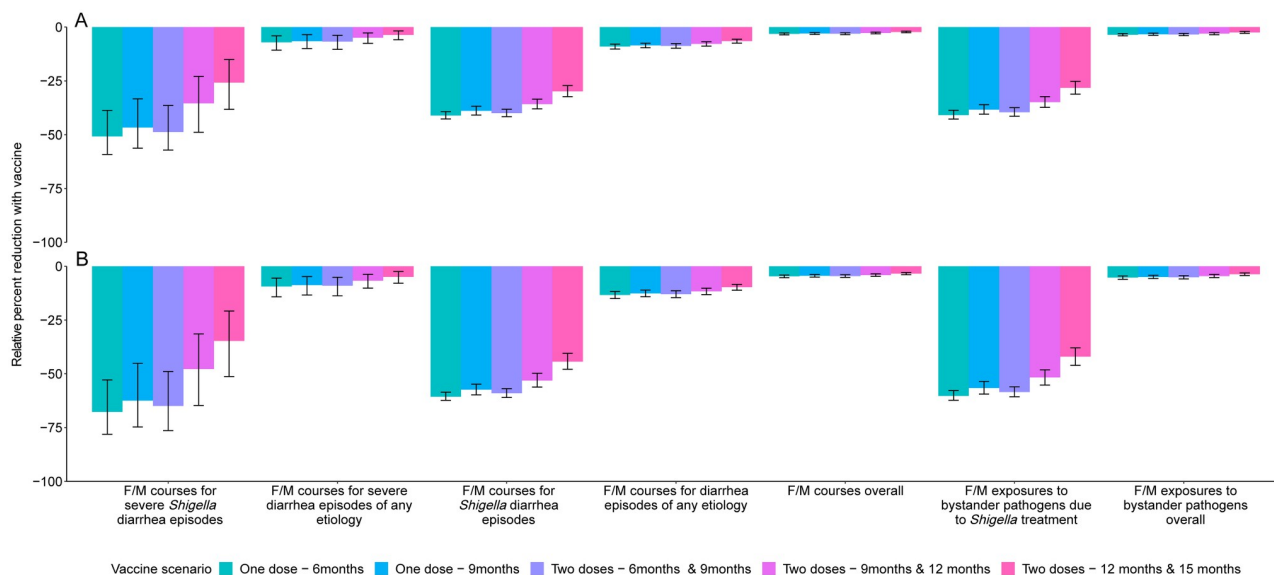 A
Relative percent reduction with vaccine
0
−25
−50
−75
−100
B
0
−25
−50
−75
−100
F/M courses for
severe Shigella
diarrhea episodes
F/M courses for severe
diarrhea episodes of any
etiology
F/M courses for
Shigella diarrhea
episodes
F/M courses for diarrhea
episodes of any etiology
F/M courses overall
F/M exposures to
bystander pathogens due
to Shigella treatment
F/M exposures to
bystander pathogens
overall
Vaccine scenario
One dose − 6months
One dose − 9months
Two doses − 6months & 9months
Two doses − 9months & 12 months
Two doses − 12 months & 15 months